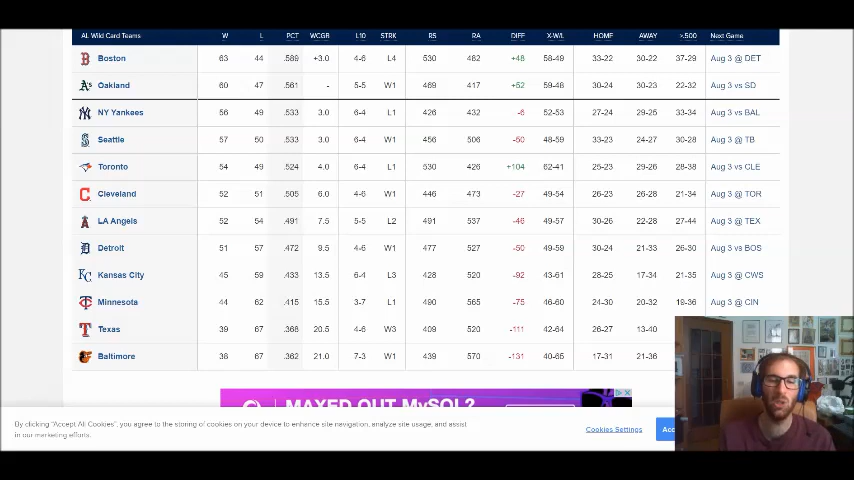 AL Wild Card Teams W L PCT WCGB L10 STRK RS RA DIFF X-W/L HOME AWAY >.500 Next Game
Boston 63 44 .589 +3.0 4-6 L4 530 482 +48 58-49 33-22 30-22 37-29 Aug 3 @ DET
Oakland 60 47 .561 - 5-5 W1 469 417 +52 59-48 30-24 30-23 22-32 Aug 3 vs SD
NY Yankees 56 49 .533 3.0 6-4 L1 426 432 -6 52-53 27-24 29-25 33-34 Aug 3 vs BAL
Seattle 57 50 .533 3.0 6-4 W1 456 506 -50 48-59 33-23 24-27 30-28 Aug 3 @ TB
Toronto 54 49 .524 4.0 6-4 L1 530 426 +104 62-41 25-23 29-26 28-38 Aug 3 vs CLE
Cleveland 52 51 .505 6.0 4-6 W1 446 473 -27 49-54 26-23 26-28 21-34 Aug 3 @ TOR
LA Angels 52 54 .491 7.5 5-5 L2 491 537 -46 49-57 30-26 22-28 27-44 Aug 3 @ TEX
Detroit 51 57 .472 9.5 4-6 W1 477 527 -50 49-59 30-24 21-33 26-30 Aug 3 vs BOS
Kansas City 45 59 .433 13.5 6-4 L3 428 520 -92 43-61 28-25 17-34 21-35 Aug 3 @ CWS
Minnesota 44 62 .415 15.5 3-7 L1 490 565 -75 46-60 24-30 20-32 19-36 Aug 3 @ CIN
Texas 39 67 .368 20.5 4-6 W3 409 520 -111 42-64 26-27 13-40
Baltimore 38 67 .362 21.0 7-3 W1 439 570 -131 40-65 17-31 21-36
MAXED OUT MySQL?
By clicking "Accept All Cookies", you agree to the storing of cookies on your device to enhance site navigation, analyze site usage, and assist
in our marketing efforts.
Cookies Settings
Acc